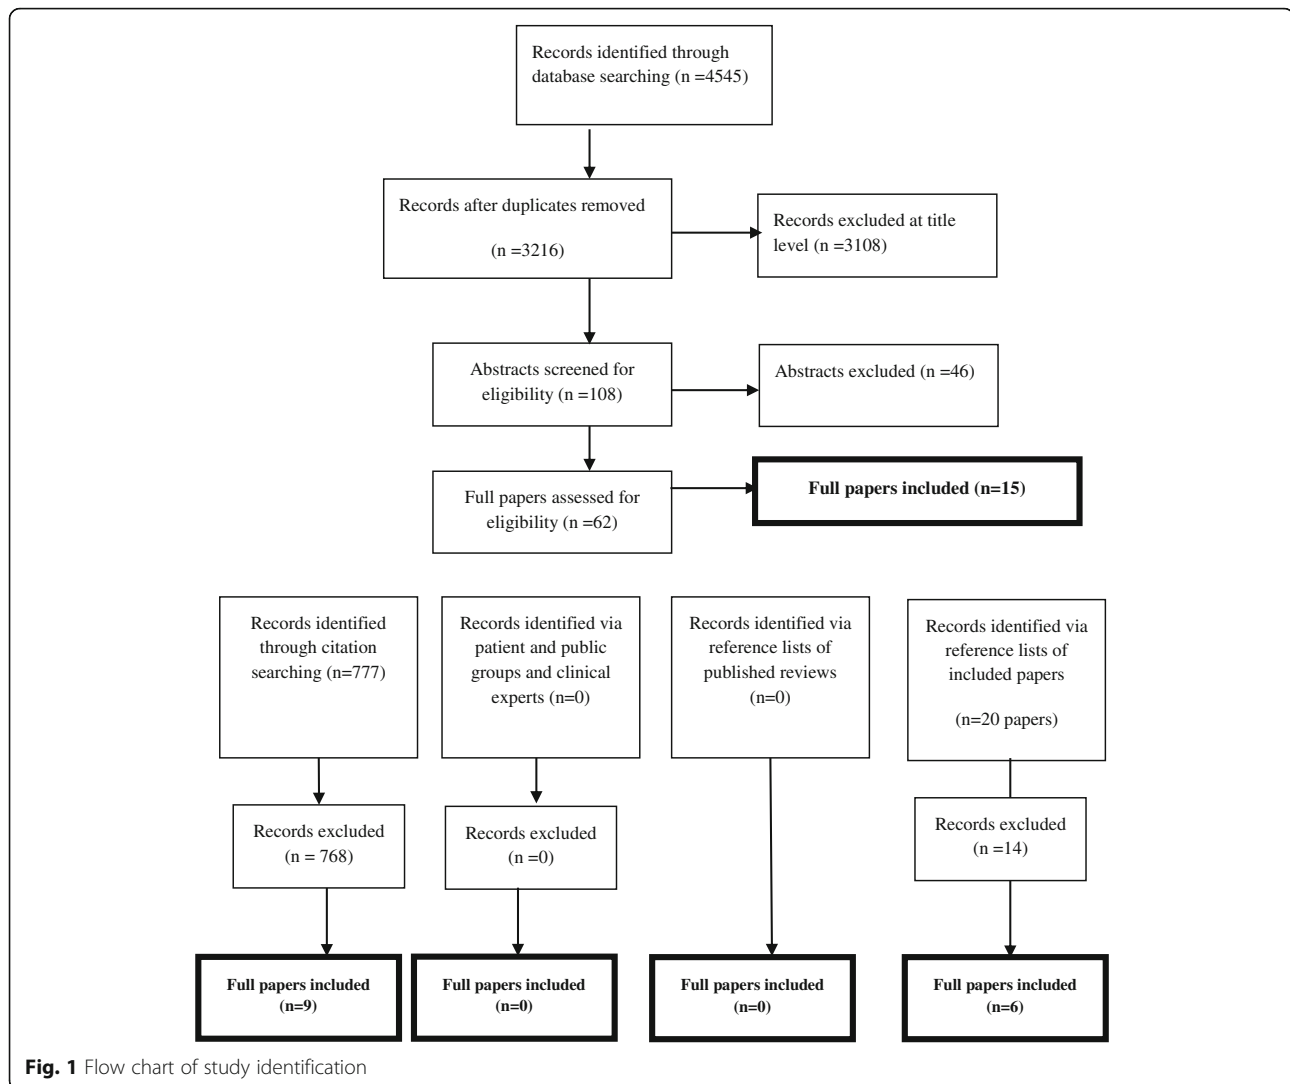 Records identified through
database searching (n =4545)
Records after duplicates removed
(n =3216)
Records excluded at title
level (n =3108)
Abstracts screened for
eligibility (n =108)
Abstracts excluded (n =46)
Full papers assessed for
eligibility (n =62)
Full papers included (n=15)
Records identified
through citation
searching (n=777)
Records identified via
patient and public
groups and clinical
experts (n=0)
Records identified via
reference lists of
published reviews
(n=0)
Records identified via
reference lists of
included papers
(n=20 papers)
Records excluded
(n = 768)
Records excluded
(n =0)
Records excluded
(n =14)
Full papers included
(n=9)
Full papers included
(n=0)
Full papers included
(n=0)
Full papers included
(n=6)
Fig. 1 Flow chart of study identification